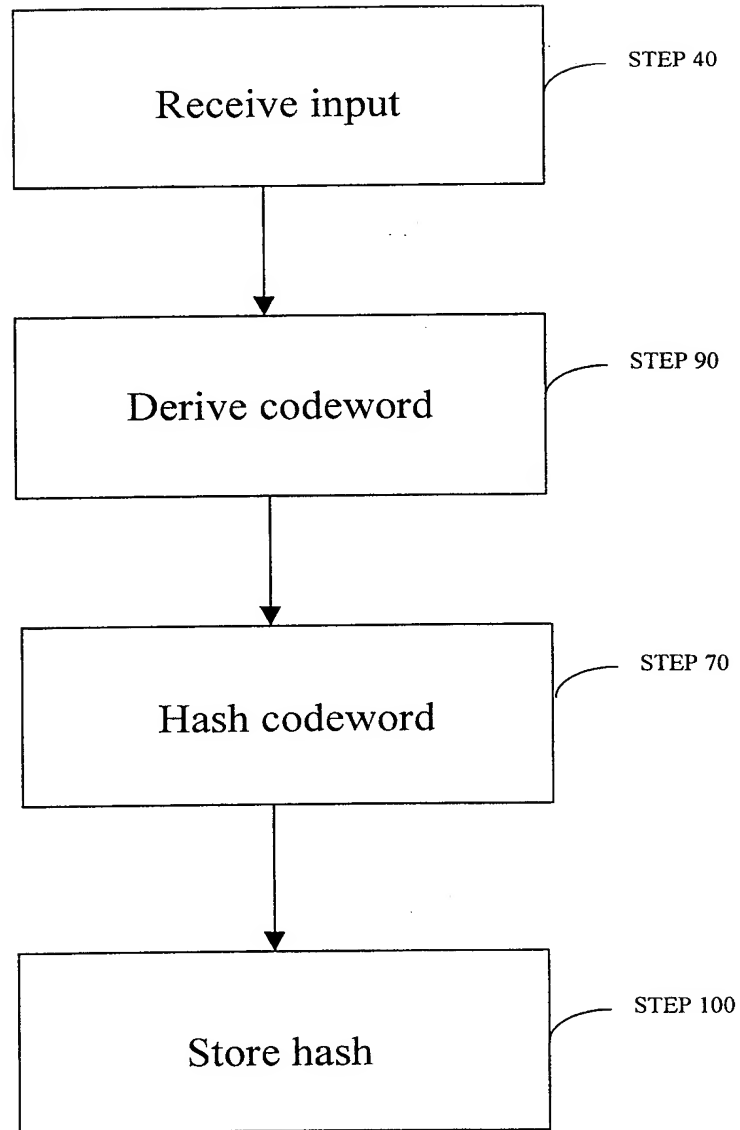 STEP 40
Receive input
STEP 90
Derive codeword
STEP 70
Hash codeword
STEP 100
Store hash